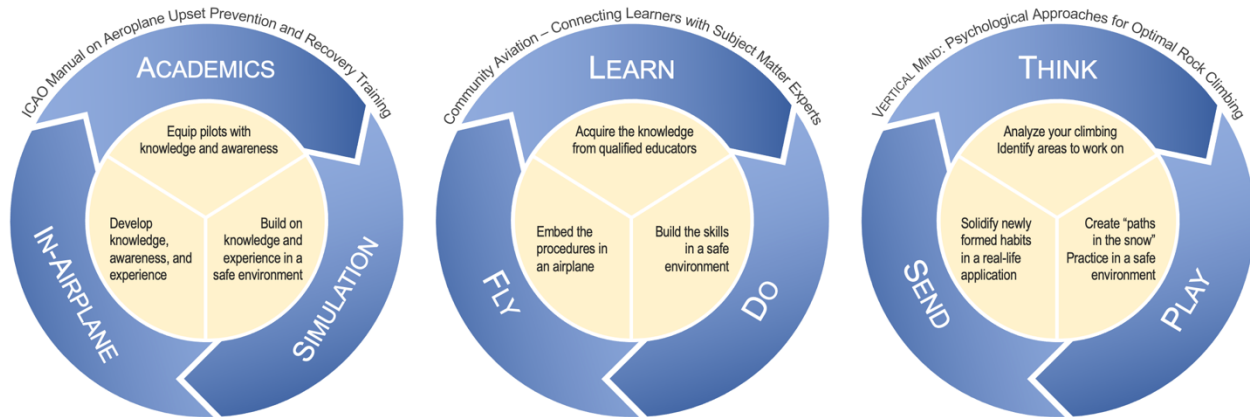 ICAO Manual on Aeroplane Upset Prevention and Recovery Training
ACADEMICS
Equip pilots with
knowledge and awareness
Build on
knowledge and
experience in a
safe environment
SIMULATION
Develop
knowledge,
awareness, and
experience
IN-AIRPLANE
Community Aviation – Connecting Learners with Subject Matter Experts
LEARN
Acquire the knowledge
from qualified educators
Build the skills
in a safe
environment
DO
Embed the
procedures in
an airplane
FLY
VERTICAL MIND: Psychological Approaches for Optimal Rock Climbing
THINK
Analyze your climbing
Identify areas to work on
Create “paths
in the snow”
Practice in a safe
environment
PLAY
Solidify newly
formed habits
in a real-life
application
SEND